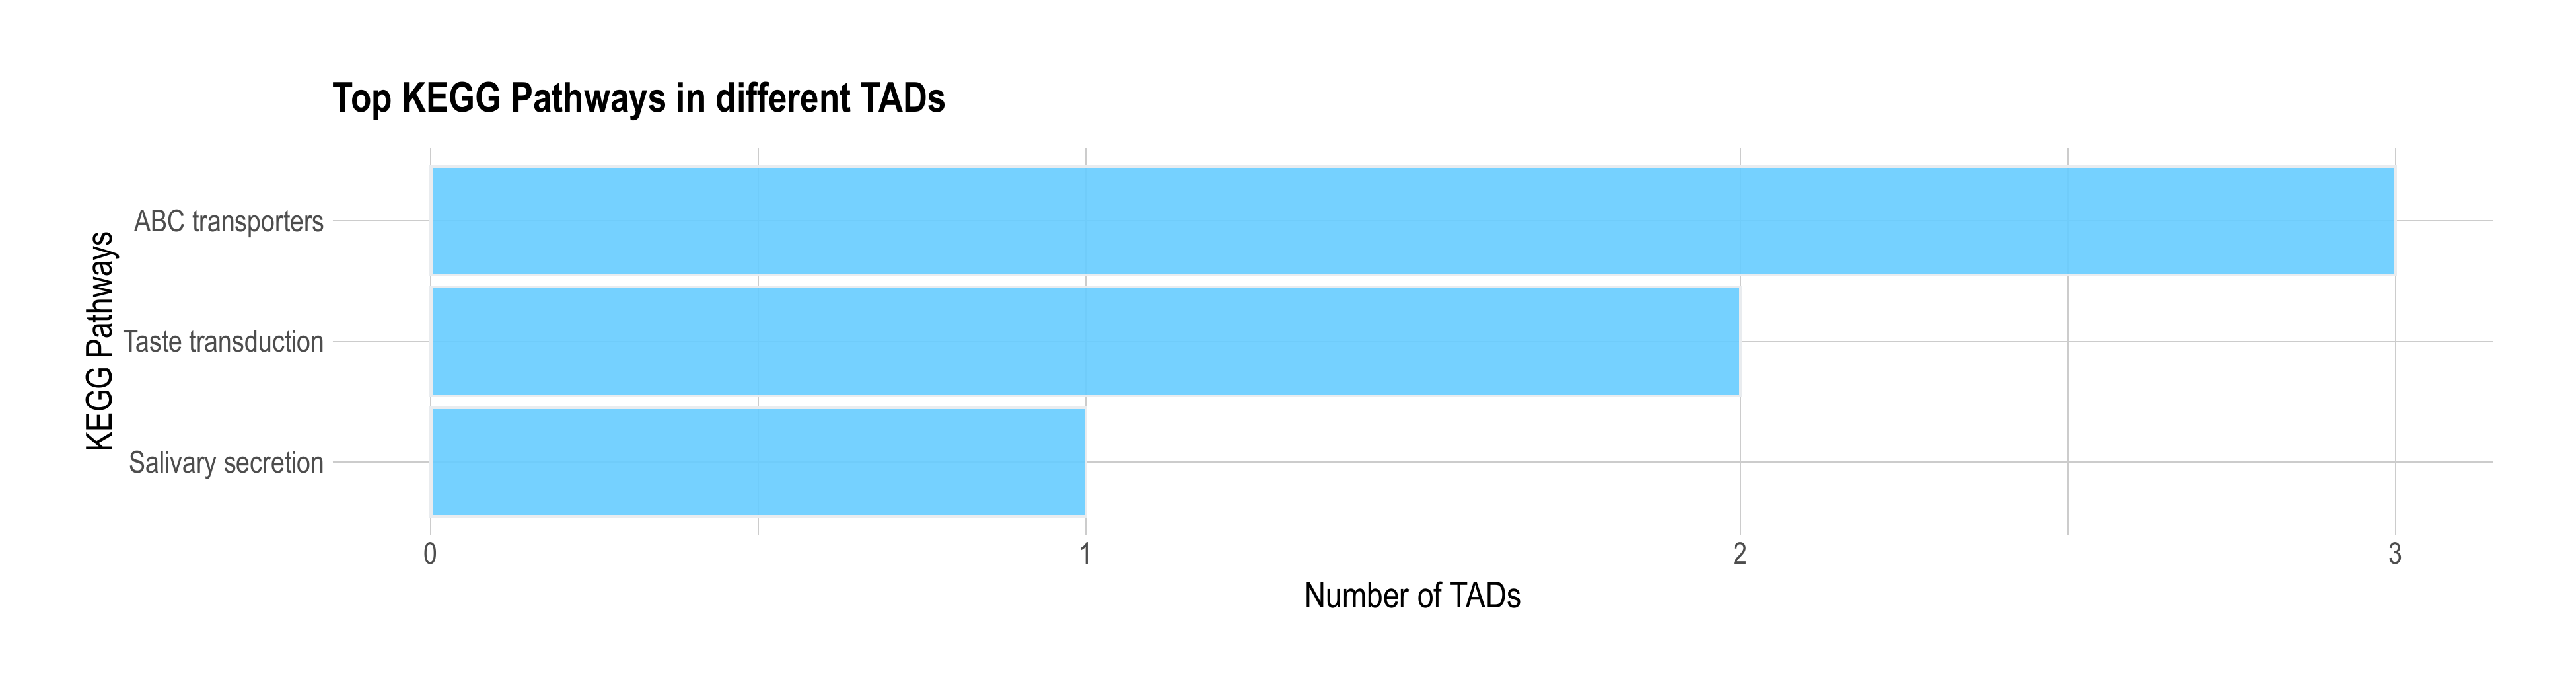 Top KEGG Pathways in different TADs
KEGG Pathways
ABC transporters
Taste transduction
Salivary secretion
0 1 2 3
Number of TADs